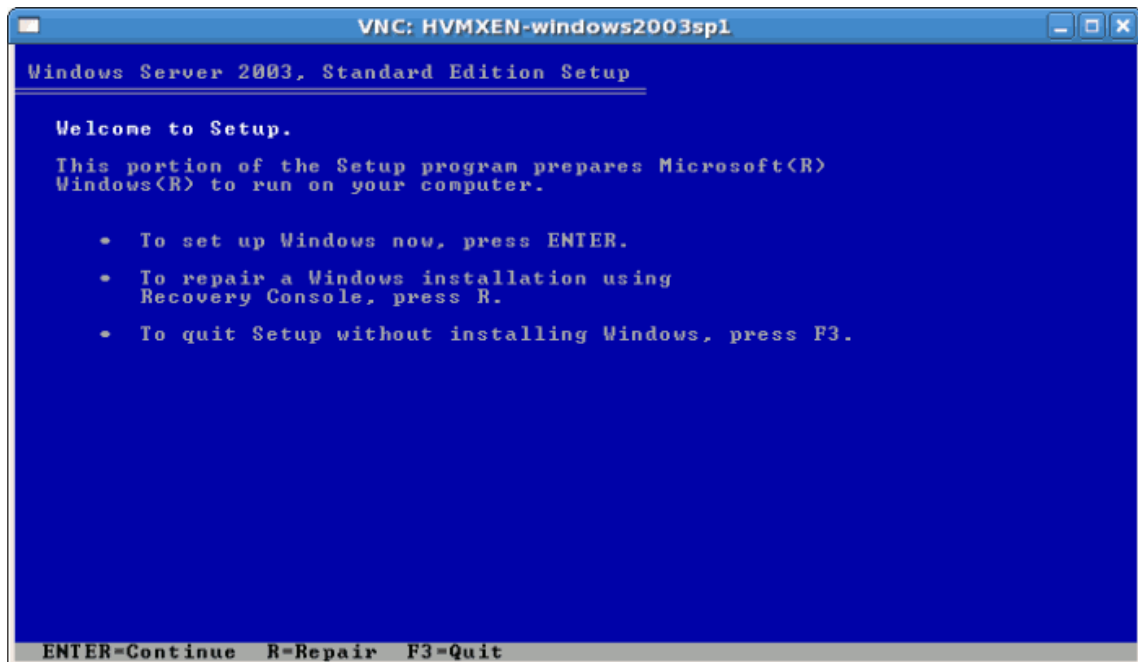 VNC: HVMXEN-windows2003sp1
Windows Server 2003, Standard Edition Setup
Welcome to Setup.
This portion of the Setup program prepares Microsoft(R)
Windows(R) to run on your computer.
• To set up Windows now, press ENTER.
• To repair a Windows installation using
Recovery Console, press R.
• To quit Setup without installing Windows, press F3.
ENTER=Continue R=Repair F3=Quit